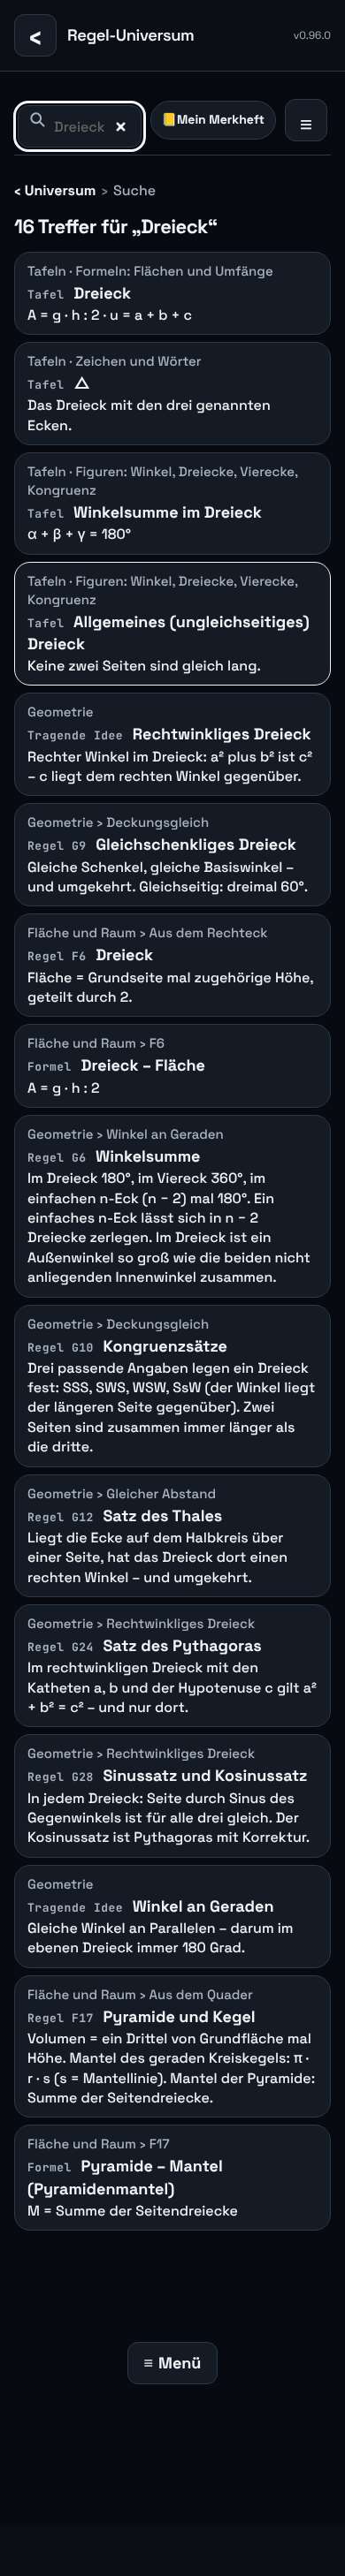 ‹ Regel-Universum v0.96.0
Dreieck × 📒Mein Merkheft ≡
‹ Universum › Suche
16 Treffer für „Dreieck“
Tafeln · Formeln: Flächen und Umfänge
Tafel Dreieck
A = g · h : 2 · u = a + b + c
Tafeln · Zeichen und Wörter
Tafel △
Das Dreieck mit den drei genannten
Ecken.
Tafeln · Figuren: Winkel, Dreiecke, Vierecke,
Kongruenz
Tafel Winkelsumme im Dreieck
α + β + γ = 180°
Tafeln · Figuren: Winkel, Dreiecke, Vierecke,
Kongruenz
Tafel Allgemeines (ungleichseitiges)
Dreieck
Keine zwei Seiten sind gleich lang.
Geometrie
Tragende Idee Rechtwinkliges Dreieck
Rechter Winkel im Dreieck: a² plus b² ist c²
– c liegt dem rechten Winkel gegenüber.
Geometrie › Deckungsgleich
Regel G9 Gleichschenkliges Dreieck
Gleiche Schenkel, gleiche Basiswinkel –
und umgekehrt. Gleichseitig: dreimal 60°.
Fläche und Raum › Aus dem Rechteck
Regel F6 Dreieck
Fläche = Grundseite mal zugehörige Höhe,
geteilt durch 2.
Fläche und Raum › F6
Formel Dreieck – Fläche
A = g · h : 2
Geometrie › Winkel an Geraden
Regel G6 Winkelsumme
Im Dreieck 180°, im Viereck 360°, im
einfachen n-Eck (n − 2) mal 180°. Ein
einfaches n-Eck lässt sich in n − 2
Dreiecke zerlegen. Im Dreieck ist ein
Außenwinkel so groß wie die beiden nicht
anliegenden Innenwinkel zusammen.
Geometrie › Deckungsgleich
Regel G10 Kongruenzsätze
Drei passende Angaben legen ein Dreieck
fest: SSS, SWS, WSW, SsW (der Winkel liegt
der längeren Seite gegenüber). Zwei
Seiten sind zusammen immer länger als
die dritte.
Geometrie › Gleicher Abstand
Regel G12 Satz des Thales
Liegt die Ecke auf dem Halbkreis über
einer Seite, hat das Dreieck dort einen
rechten Winkel – und umgekehrt.
Geometrie › Rechtwinkliges Dreieck
Regel G24 Satz des Pythagoras
Im rechtwinkligen Dreieck mit den
Katheten a, b und der Hypotenuse c gilt a²
+ b² = c² – und nur dort.
Geometrie › Rechtwinkliges Dreieck
Regel G28 Sinussatz und Kosinussatz
In jedem Dreieck: Seite durch Sinus des
Gegenwinkels ist für alle drei gleich. Der
Kosinussatz ist Pythagoras mit Korrektur.
Geometrie
Tragende Idee Winkel an Geraden
Gleiche Winkel an Parallelen – darum im
ebenen Dreieck immer 180 Grad.
Fläche und Raum › Aus dem Quader
Regel F17 Pyramide und Kegel
Volumen = ein Drittel von Grundfläche mal
Höhe. Mantel des geraden Kreiskegels: π ·
r · s (s = Mantellinie). Mantel der Pyramide:
Summe der Seitendreiecke.
Fläche und Raum › F17
Formel Pyramide – Mantel
(Pyramidenmantel)
M = Summe der Seitendreiecke
≡ Menü